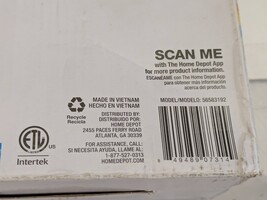 SCAN ME
with The Home Depot App
for more product information.
ESCANÉAME con The Home Depot App
para obtener más información
acerca del producto.
Recycle
Recicle
MADE IN VIETNAM
HECHO EN VIETNAM
DISTRIBUTED BY:
DISTRIBUIDO POR:
HOME DEPOT
2455 PACES FERRY ROAD
ATLANTA, GA 30339
FOR ASSISTANCE, CALL:
SI NECESITA AYUDA, LLAME AL:
1-877-527-0313
HOMEDEPOT.COM
MODEL/MODELO: 56583192
ETL
Intertek